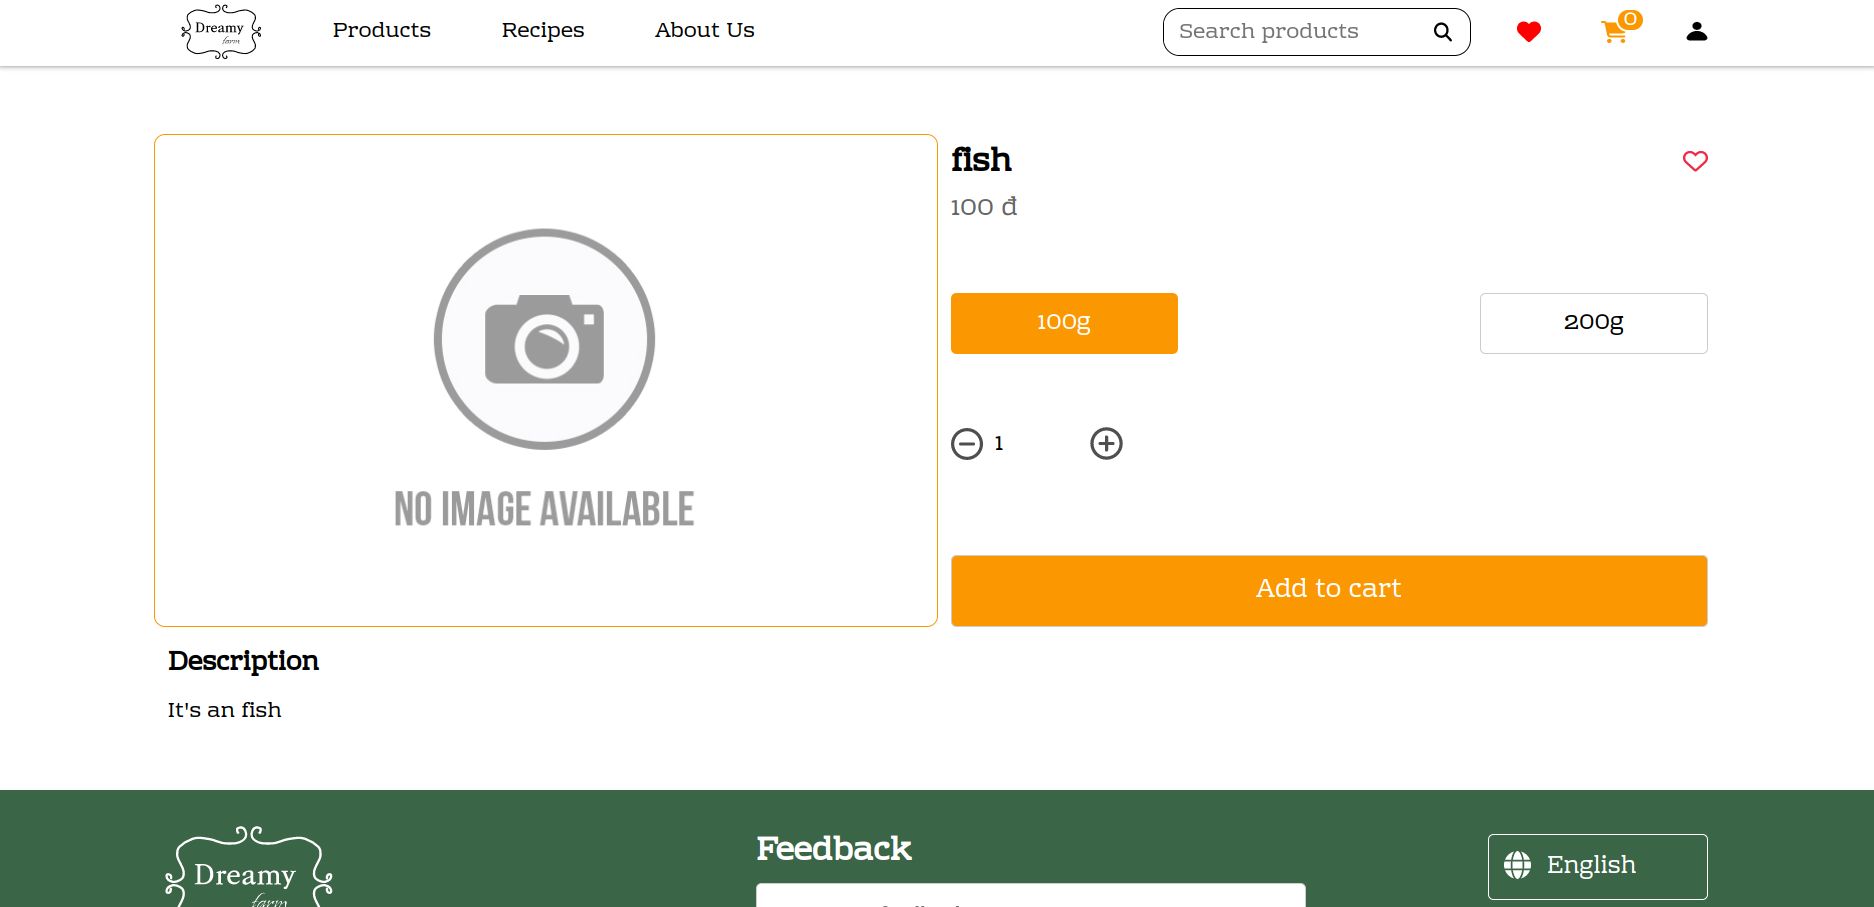 Dreamy
farm
Products
Recipes
About Us
Search products
0
fish
100 đ
100g
200g
1
NO IMAGE AVAILABLE
Add to cart
Description
It's an fish
Dreamy
farm
Feedback
English